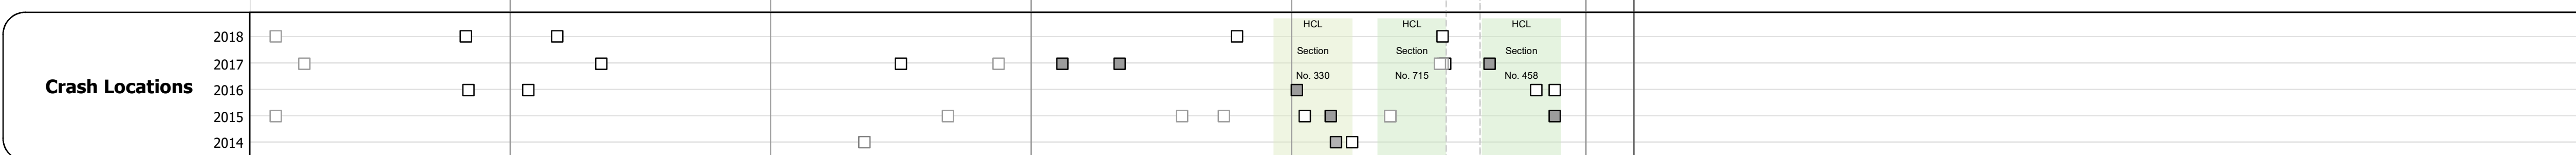 HCL HCL HCL
2018
Section Section Section
2017
No. 330 No. 715 No. 458
Crash Locations
2016
2015
2014